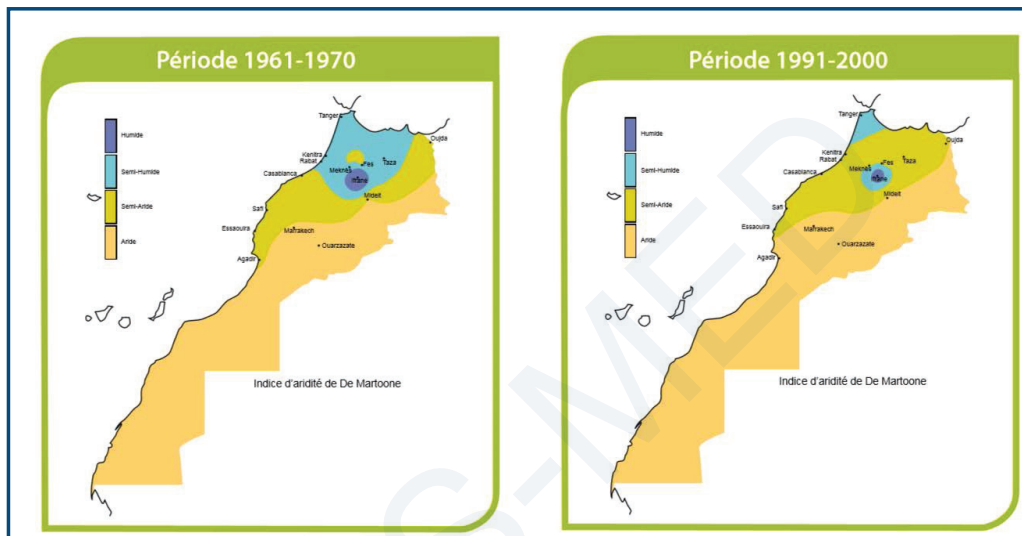 Période 1961-1970
Humide
Semi-Humide
Semi-Aride
Aride
Tanger
Oujda
Kenitra
Rabat
Fes
Taza
Meknès
Casablanca
Ifrane
Midelt
Safi
Essaouira
Marrakech
Ouarzazate
Agadir
Indice d'aridité de De Martoone
Période 1991-2000
Humide
Semi-Humide
Semi-Aride
Aride
Tanger
Oujda
Kenitra
Rabat
Fes
Taza
Meknès
Casablanca
Ifrane
Midelt
Safi
Essaouira
Marrakech
Ouarzazate
Agadir
Indice d'aridité de De Martoone
S-MED